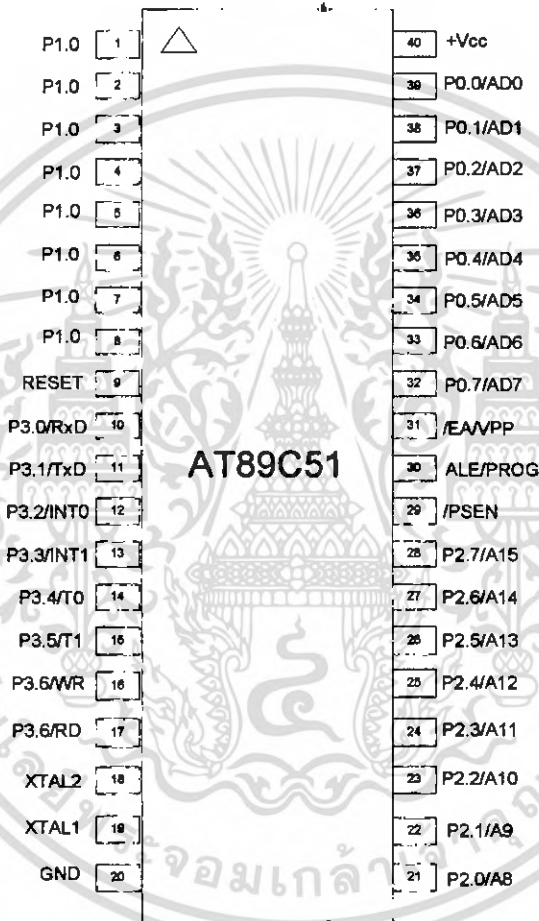 P1.0 1 40 +Vcc
P1.0 2 39 P0.0/AD0
P1.0 3 38 P0.1/AD1
P1.0 4 37 P0.2/AD2
P1.0 5 36 P0.3/AD3
P1.0 6 35 P0.4/AD4
P1.0 7 34 P0.5/AD5
P1.0 8 33 P0.6/AD6
RESET 9 32 P0.7/AD7
P3.0/RxD 10 31 /EA/VPP
P3.1/TxD 11 AT89C51 30 ALE/PROG
P3.2/INT0 12 29 /PSEN
P3.3/INT1 13 28 P2.7/A15
P3.4/T0 14 27 P2.6/A14
P3.5/T1 15 26 P2.5/A13
P3.6/WR 16 25 P2.4/A12
P3.6/RD 17 24 P2.3/A11
XTAL2 18 23 P2.2/A10
XTAL1 19 22 P2.1/A9
GND 20 21 P2.0/A8
จอมเกล้า